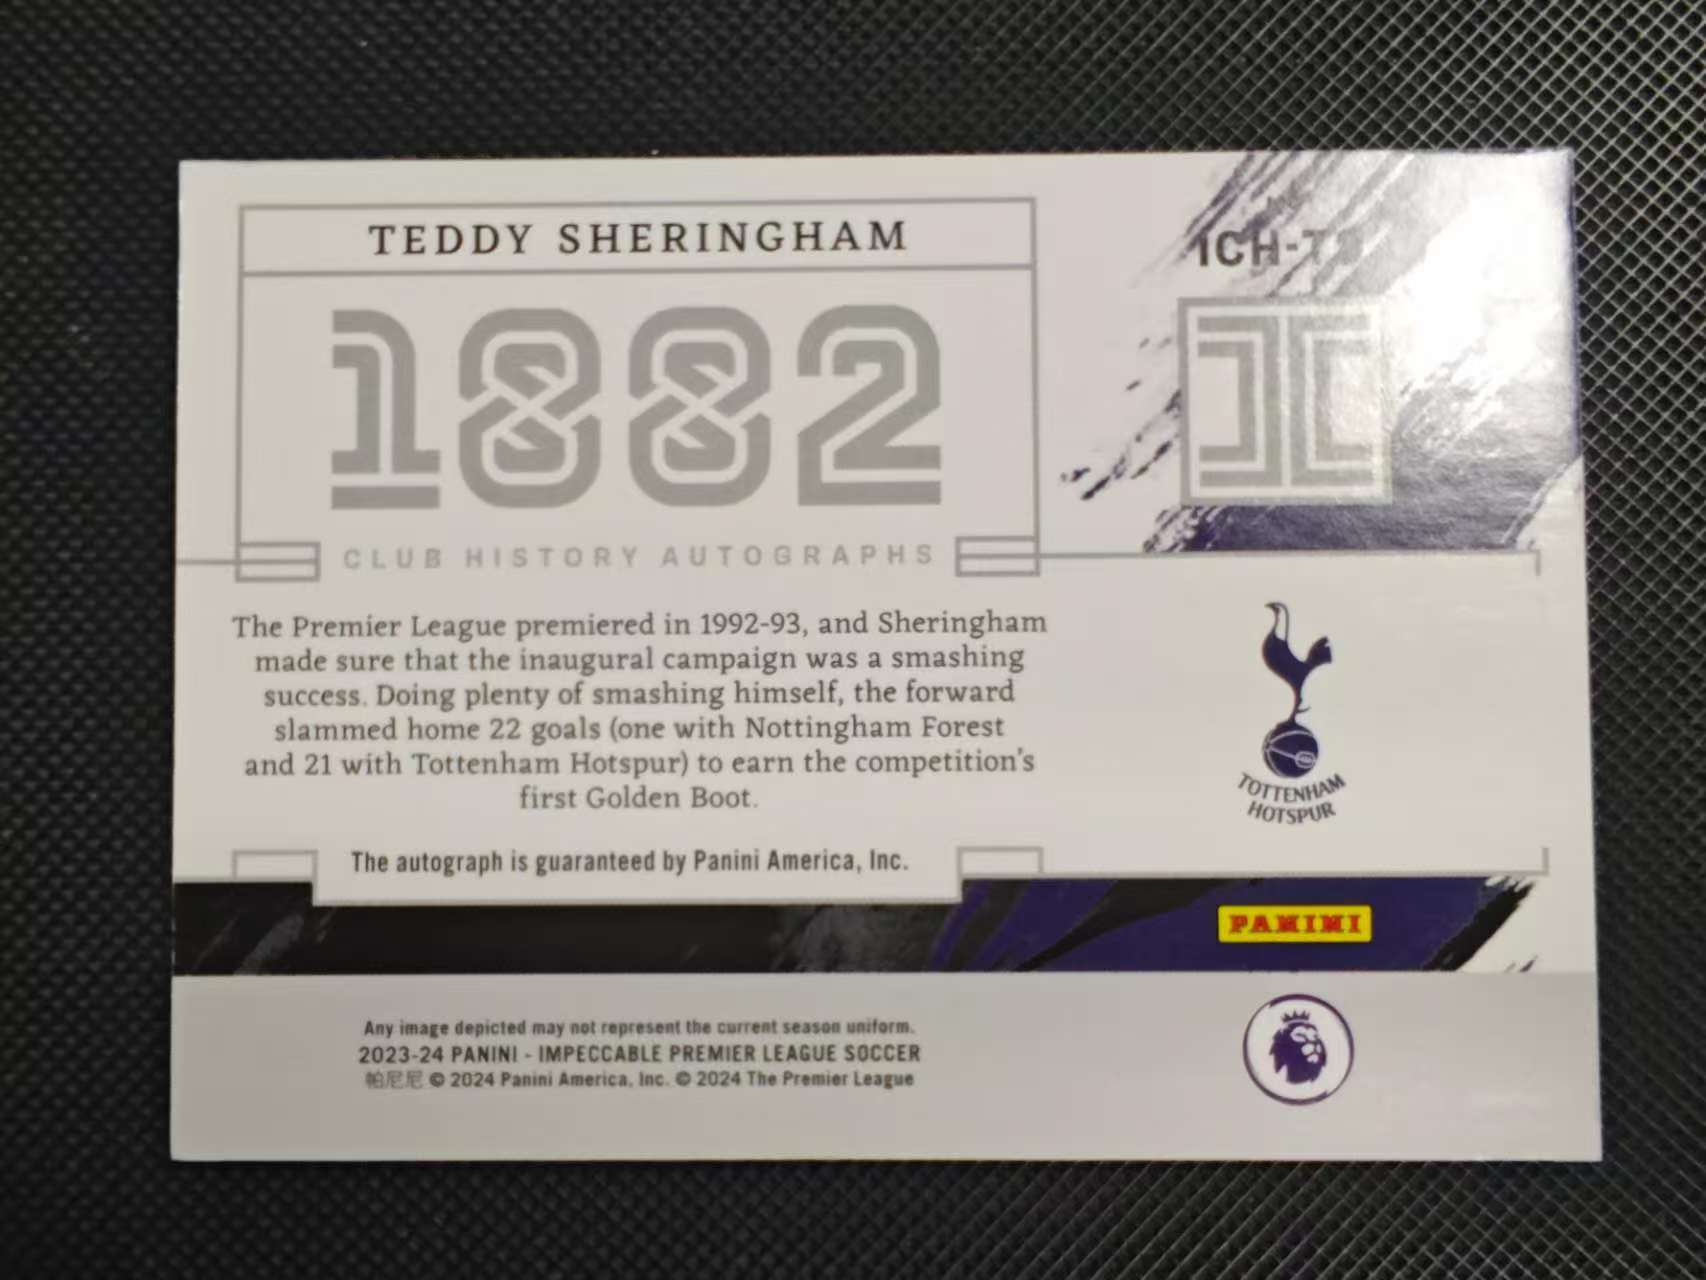 TEDDY SHERINGHAM
ICH-T
1882
CLUB HISTORY AUTOGRAPHS
The Premier League premiered in 1992-93, and Sheringham
made sure that the inaugural campaign was a smashing
success. Doing plenty of smashing himself, the forward
slammed home 22 goals (one with Nottingham Forest
and 21 with Tottenham Hotspur) to earn the competition's
first Golden Boot.
TOTTENHAM
HOTSPUR
The autograph is guaranteed by Panini America, Inc.
PANINI
Any image depicted may not represent the current season uniform.
2023-24 PANINI - IMPECCABLE PREMIER LEAGUE SOCCER
帕尼尼 © 2024 Panini America, Inc. © 2024 The Premier League